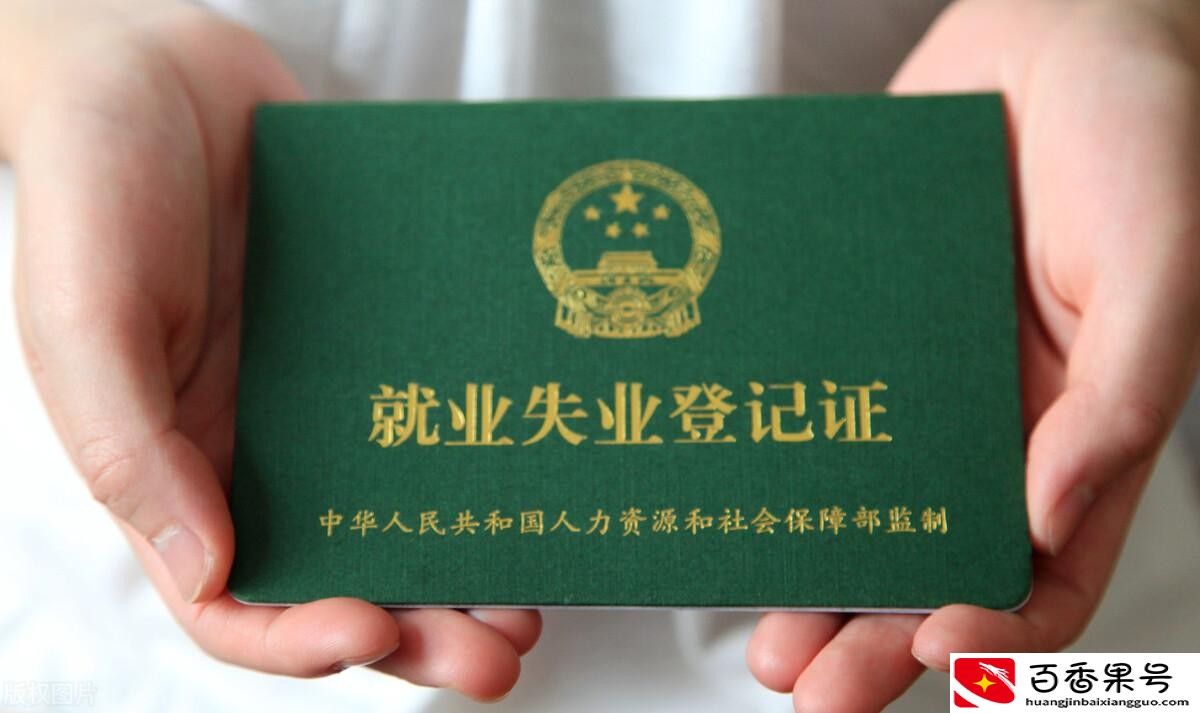 就业失业登记证
中华人民共和国人力资源和社会保障部监制
版权图片
百香果号
huangjinbaixiangguo.com